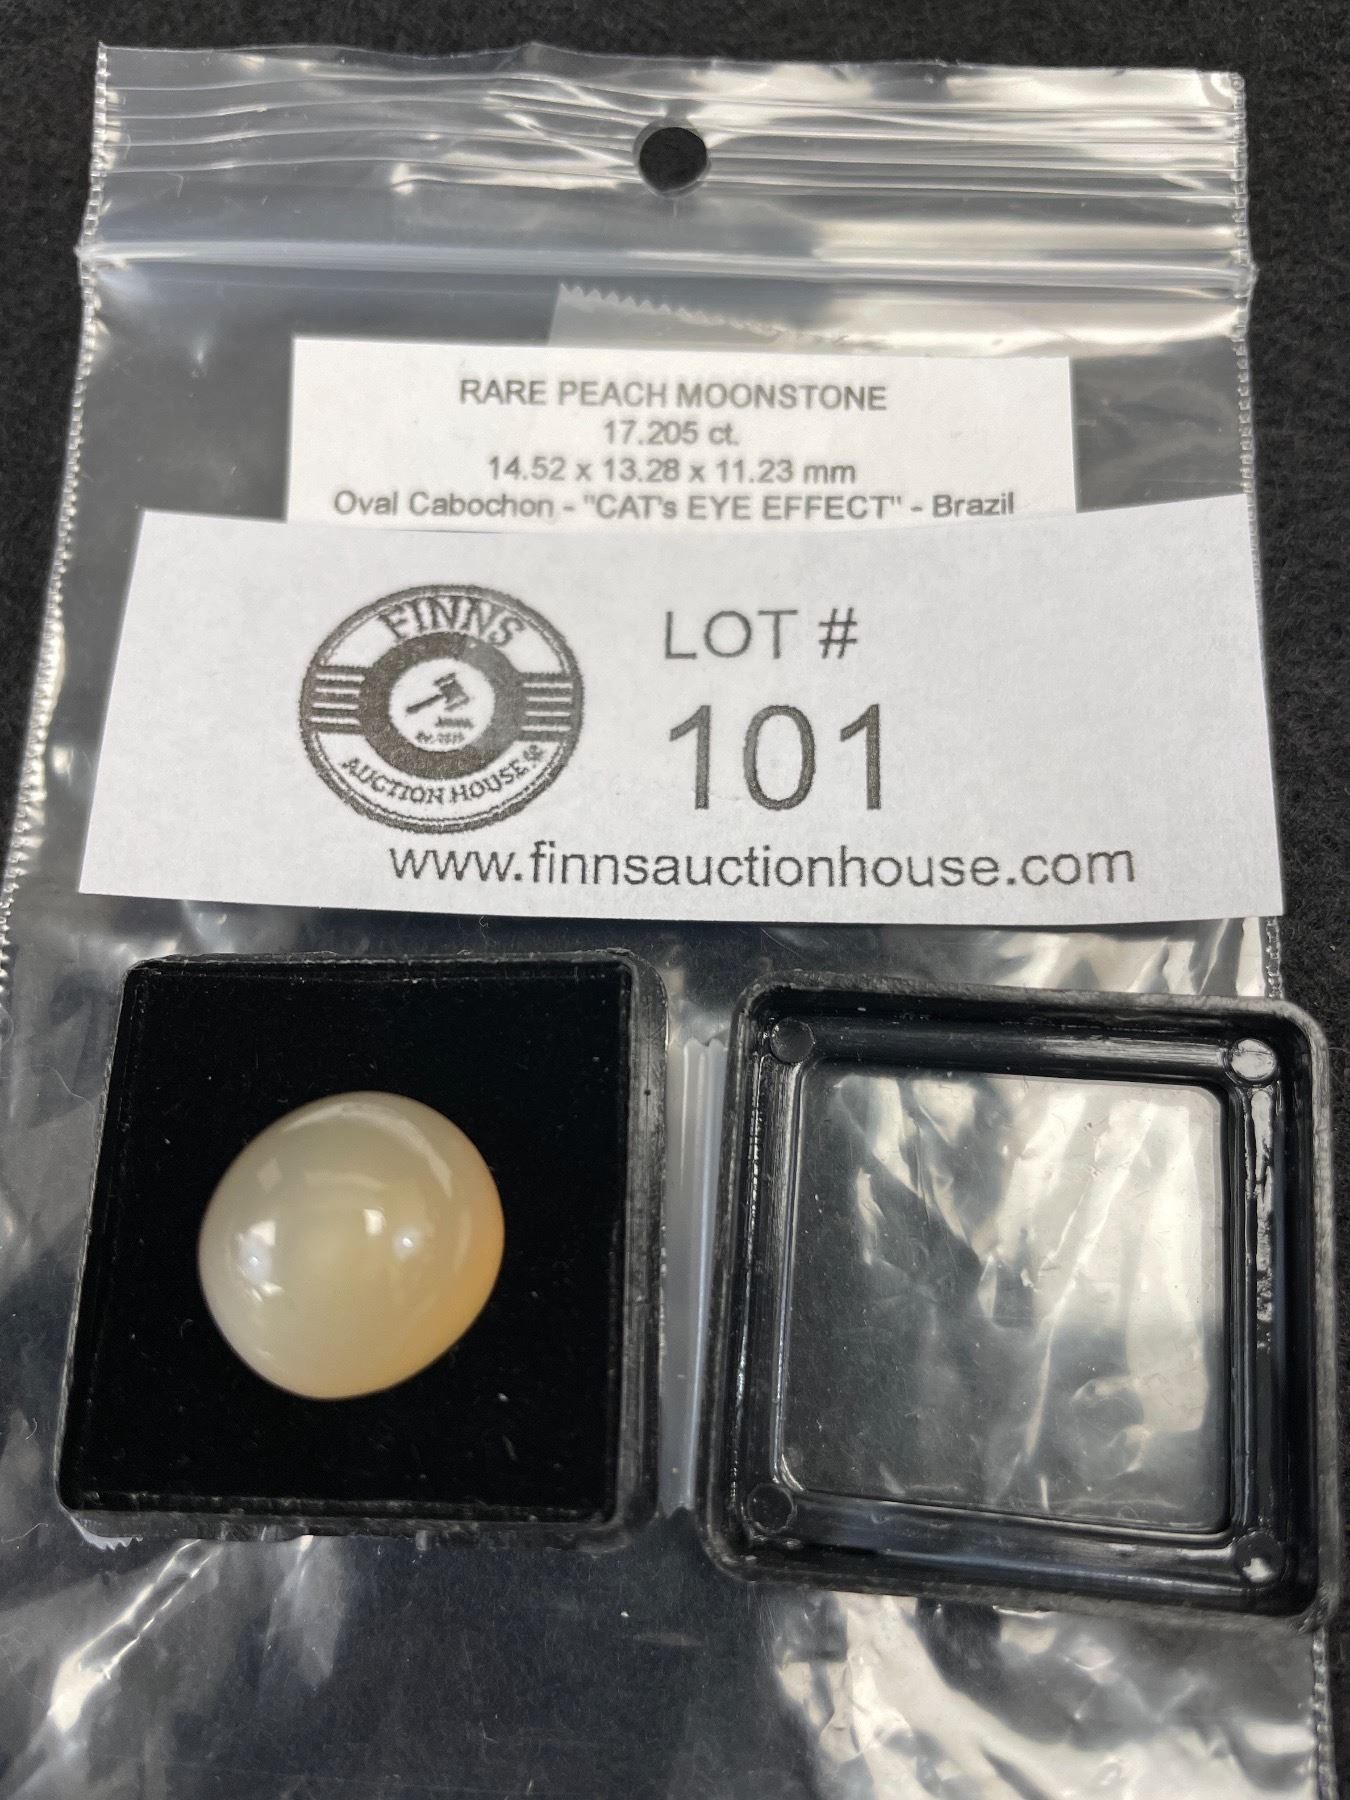 RARE PEACH MOONSTONE
17.205 ct.
14.52 x 13.28 x 11.23 mm
Oval Cabochon - "CAT's EYE EFFECT" - Brazil
FINNS
AUCTION HOUSE
LOT #
101
www.finnsauctionhouse.com